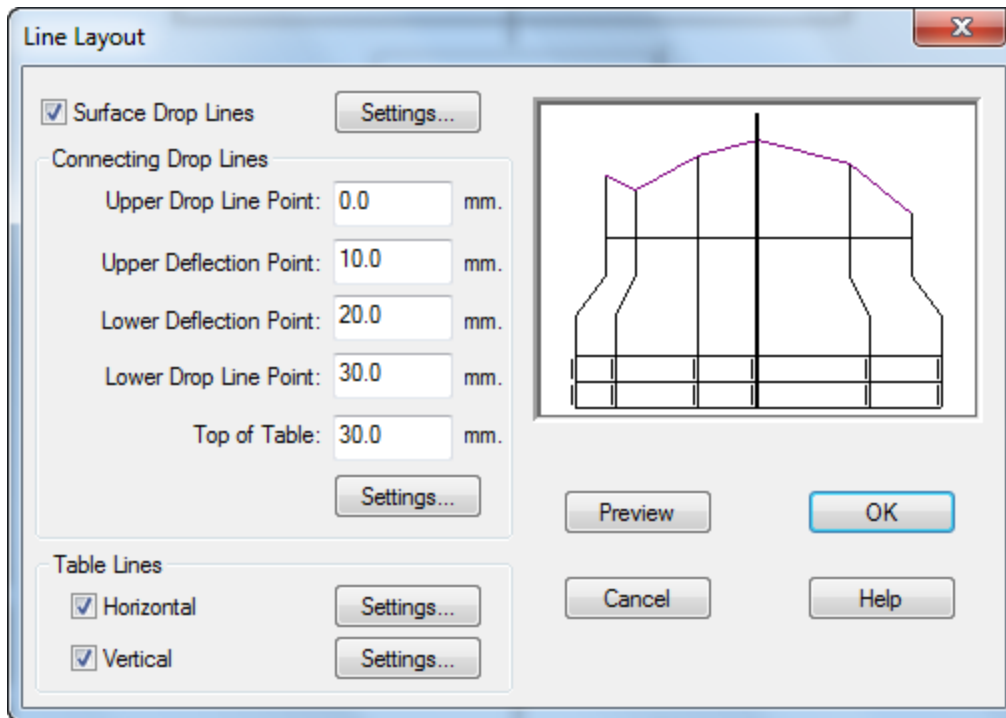 Line Layout
Surface Drop Lines Settings...
Connecting Drop Lines
Upper Drop Line Point: 0.0 mm.
Upper Deflection Point: 10.0 mm.
Lower Deflection Point: 20.0 mm.
Lower Drop Line Point: 30.0 mm.
Top of Table: 30.0 mm.
Settings...
Table Lines
Horizontal Settings...
Vertical Settings...
Preview OK
Cancel Help